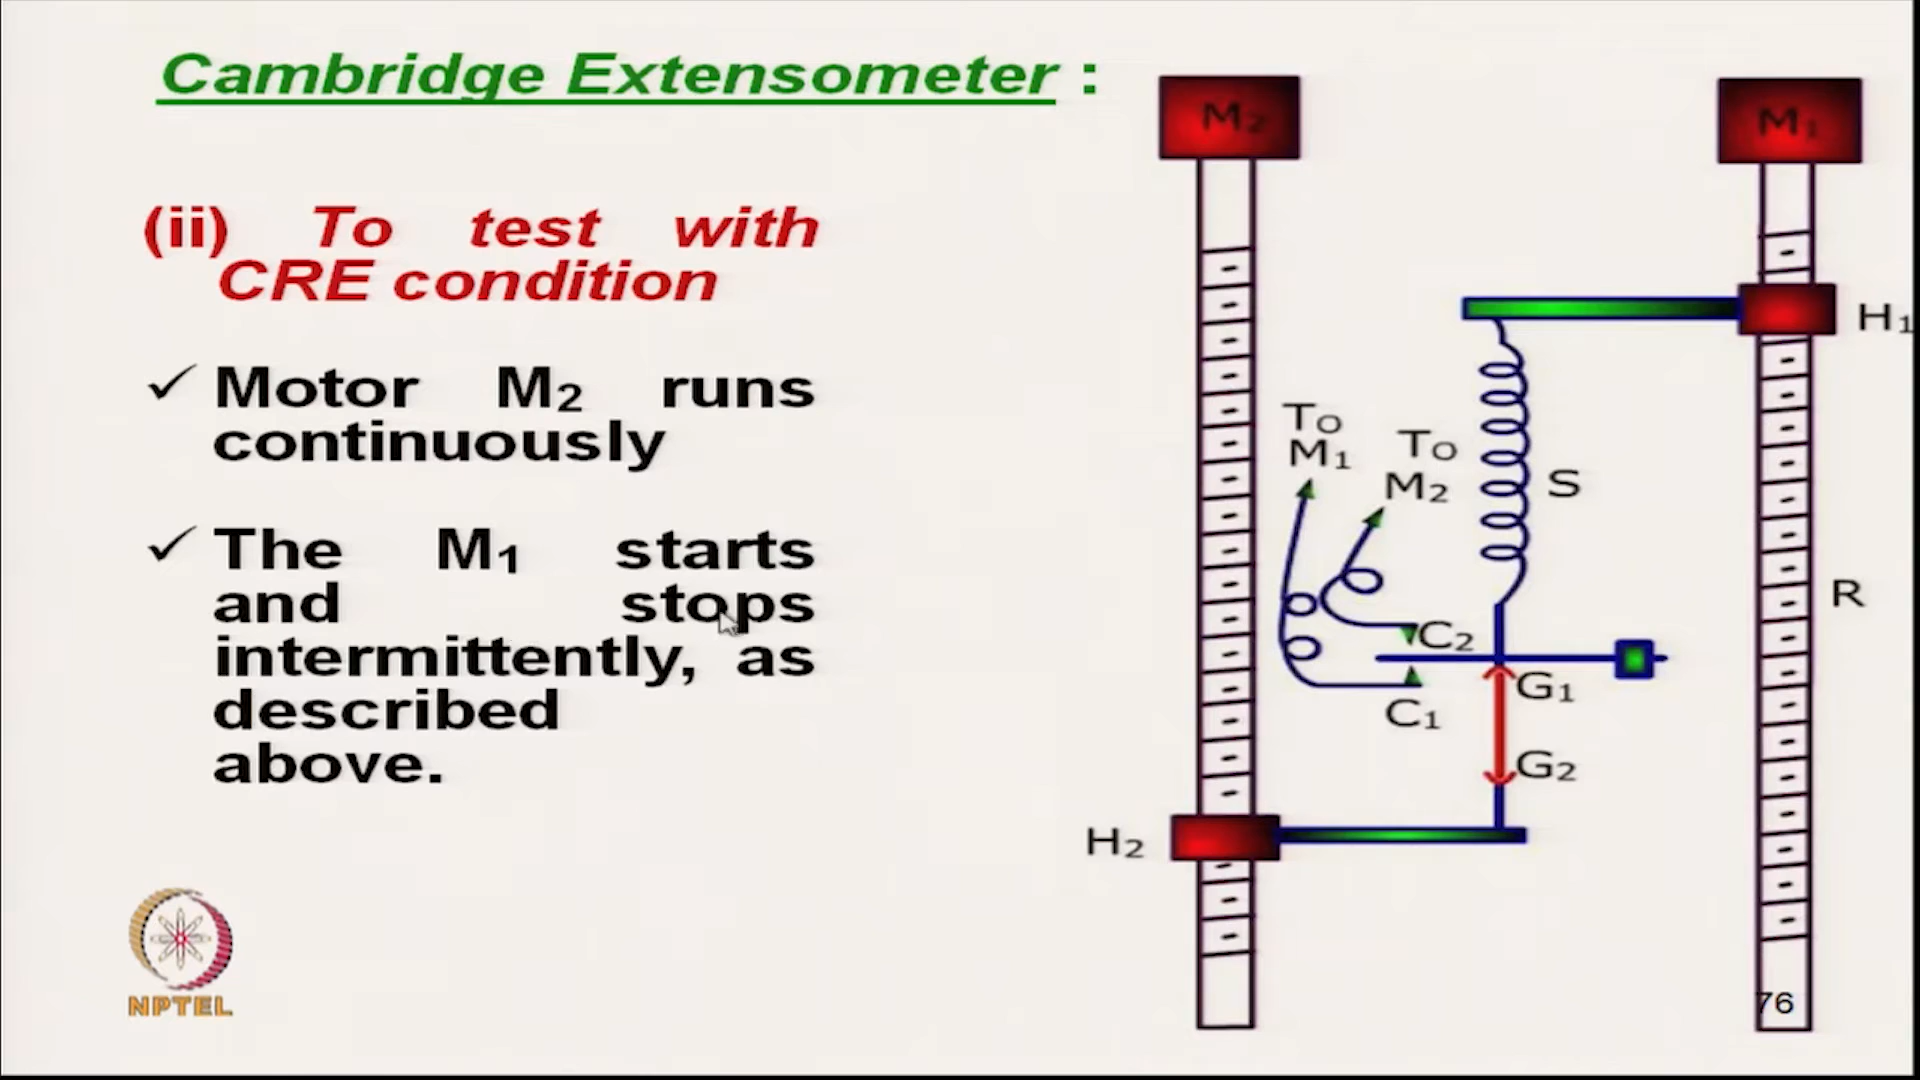 Cambridge Extensometer :
(ii) To test with
CRE condition
✓ Motor M2 runs
continuously
✓ The M1 starts
and stops
intermittently, as
described
above.
M2
M1
H1
To
M1
To
M2
S
R
C2
G1
C1
G2
H2
76
NPTEL